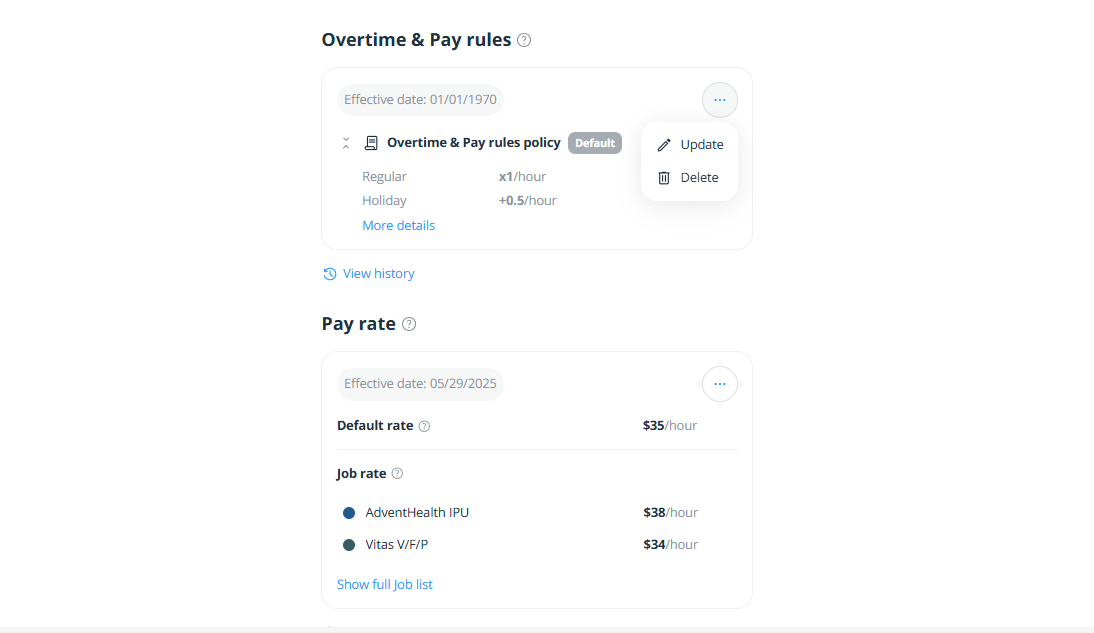 Overtime & Pay rules
Effective date: 01/01/1970
Overtime & Pay rules policy Default
Update
Delete
Regular x1/hour
Holiday +0.5/hour
More details
View history
Pay rate
Effective date: 05/29/2025
Default rate $35/hour
Job rate
AdventHealth IPU $38/hour
Vitas V/F/P $34/hour
Show full Job list